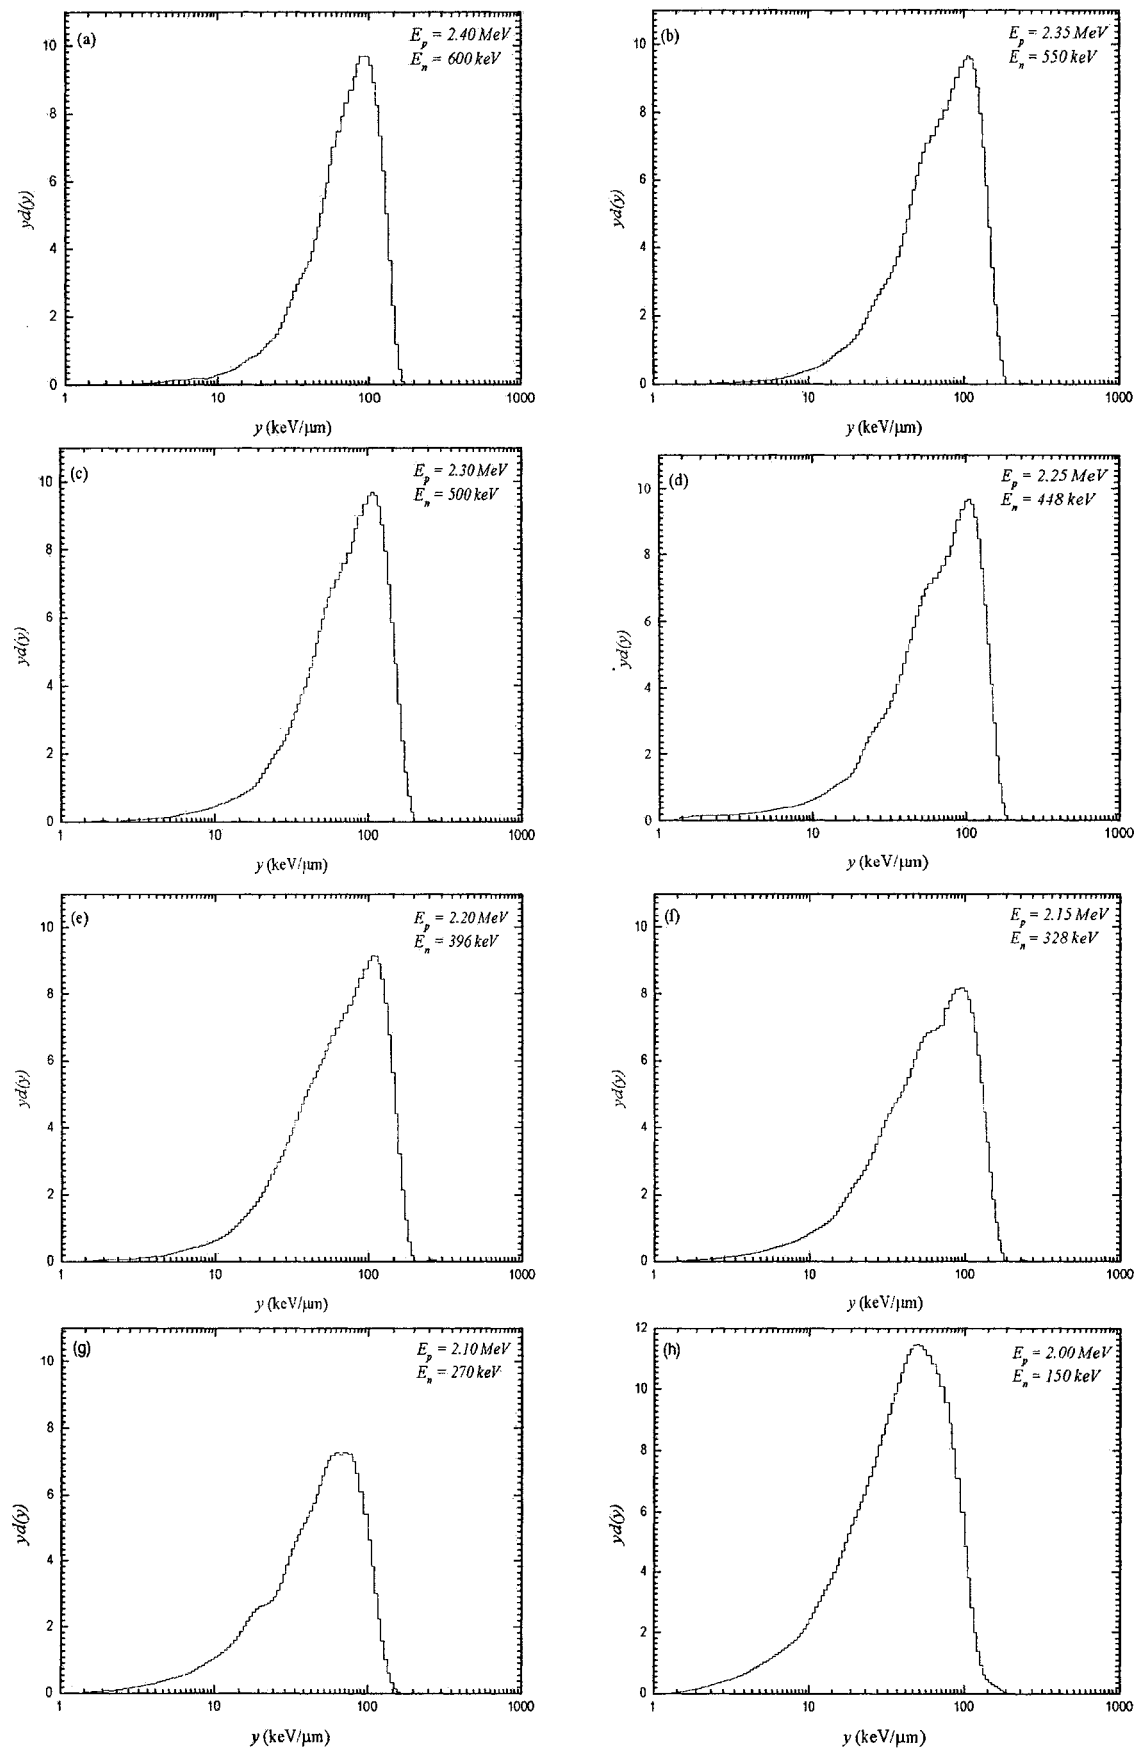 (a)
E_p = 2.40 MeV
E_n = 600 keV
10
8
6
4
2
0
yd(y)
1 10 100 1000
y (keV/μm)
(b)
E_p = 2.35 MeV
E_n = 550 keV
10
8
6
4
2
0
yd(y)
1 10 100 1000
y (keV/μm)
(c)
E_p = 2.30 MeV
E_n = 500 keV
10
8
6
4
2
0
yd(y)
1 10 100 1000
y (keV/μm)
(d)
E_p = 2.25 MeV
E_n = 448 keV
10
8
6
4
2
0
yd(y)
1 10 100 1000
y (keV/μm)
(e)
E_p = 2.20 MeV
E_n = 396 keV
10
8
6
4
2
0
yd(y)
1 10 100 1000
y (keV/μm)
(f)
E_p = 2.15 MeV
E_n = 328 keV
10
8
6
4
2
0
yd(y)
1 10 100 1000
y (keV/μm)
(g)
E_p = 2.10 MeV
E_n = 270 keV
10
8
6
4
2
0
yd(y)
1 10 100 1000
y (keV/μm)
(h)
E_p = 2.00 MeV
E_n = 150 keV
12
10
8
6
4
2
0
yd(y)
1 10 100 1000
y (keV/μm)